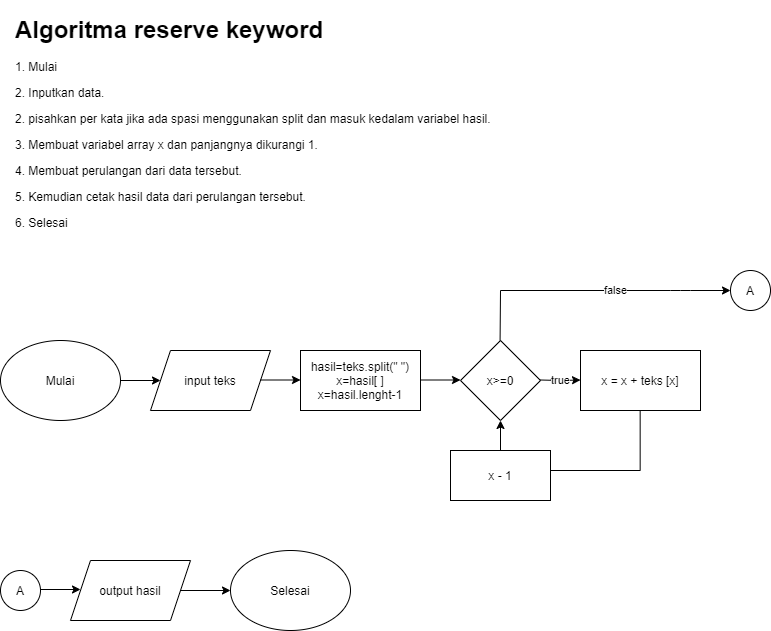 Algoritma reserve keyword
1. Mulai
2. Inputkan data.
2. pisahkan per kata jika ada spasi menggunakan split dan masuk kedalam variabel hasil.
3. Membuat variabel array x dan panjangnya dikurangi 1.
4. Membuat perulangan dari data tersebut.
5. Kemudian cetak hasil data dari perulangan tersebut.
6. Selesai
false
A
Mulai
input teks
hasil=teks.split(" ")
x=hasil[ ]
x=hasil.lenght-1
x>=0
true
x = x + teks [x]
x - 1
A
output hasil
Selesai